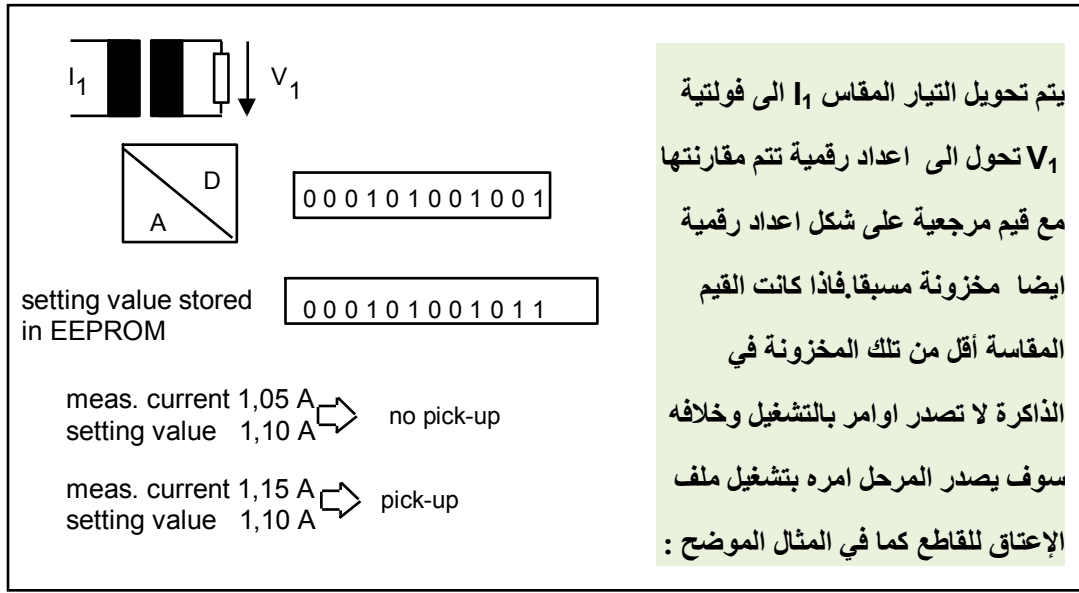 I1 V1
D
A
000101001001
setting value stored
in EEPROM
000101001011
meas. current 1,05 A
setting value 1,10 A
no pick-up
meas. current 1,15 A
setting value 1,10 A
pick-up
يتم تحويل التيار المقاس I1 الى فولتية
V1 تحول الى اعداد رقمية تتم مقارنتها
مع قيم مرجعية على شكل اعداد رقمية
ايضا مخزونة مسبقا.فاذا كانت القيم
المقاسة أقل من تلك المخزونة في
الذاكرة لا تصدر اوامر بالتشغيل وخلافه
سوف يصدر المرحل امره بتشغيل ملف
الإعتاق للقاطع كما في المثال الموضح :